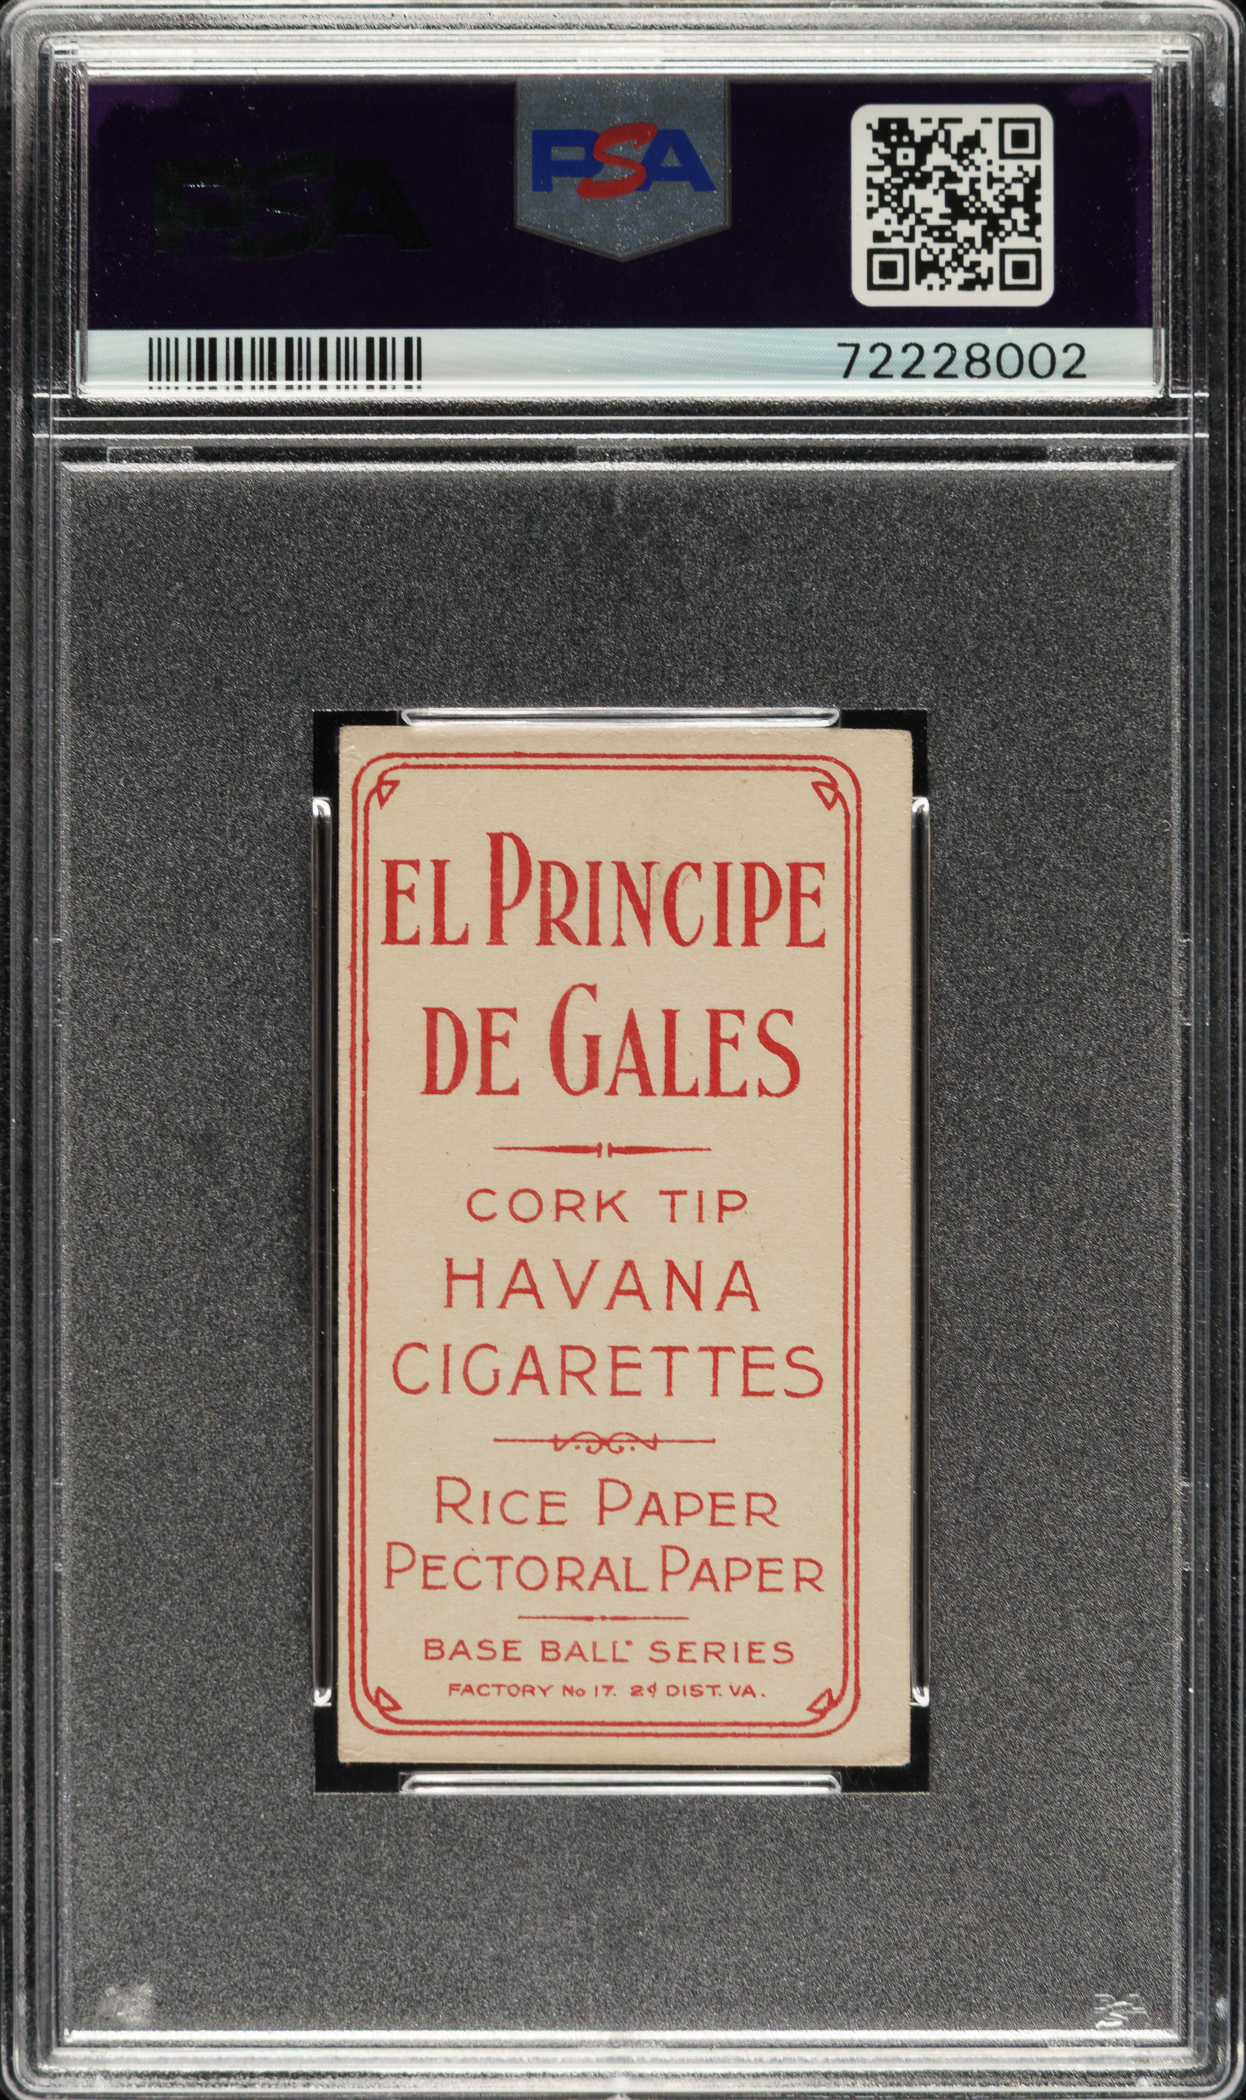 PSA
PSA
72228002
EL PRINCIPE
DE GALES
CORK TIP
HAVANA
CIGARETTES
RICE PAPER
PECTORAL PAPER
BASE BALL SERIES
FACTORY No 17. 2d DIST. VA.
PSA